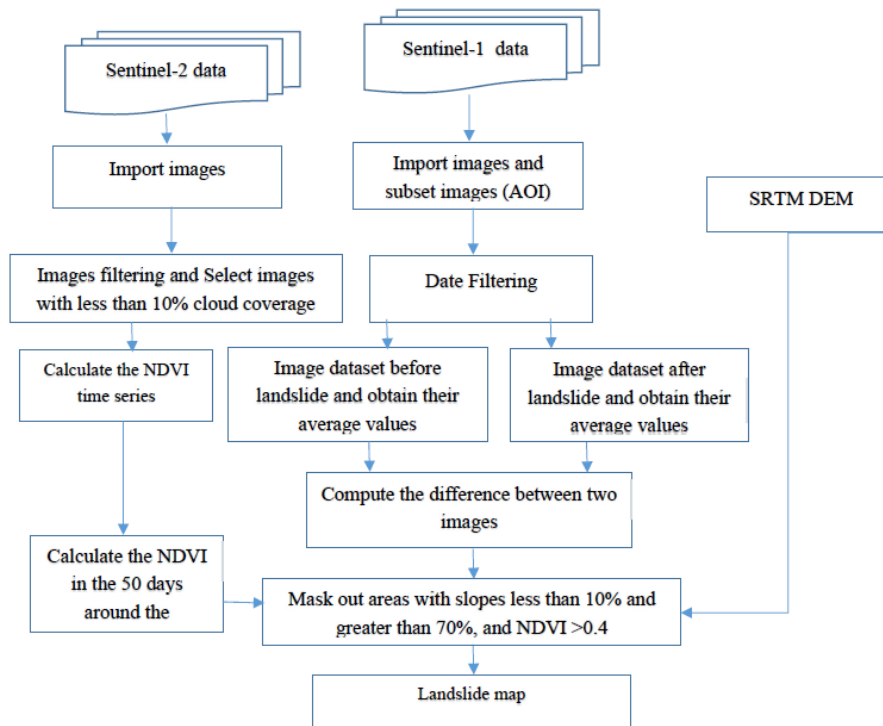 Sentinel-2 data
Sentinel-1 data
Import images
Import images and
subset images (AOI)
SRTM DEM
Images filtering and Select images
with less than 10% cloud coverage
Date Filtering
Calculate the NDVI
time series
Image dataset before
landslide and obtain their
average values
Image dataset after
landslide and obtain their
average values
Compute the difference between two
images
Calculate the NDVI
in the 50 days
around the
Mask out areas with slopes less than 10% and
greater than 70%, and NDVI >0.4
Landslide map